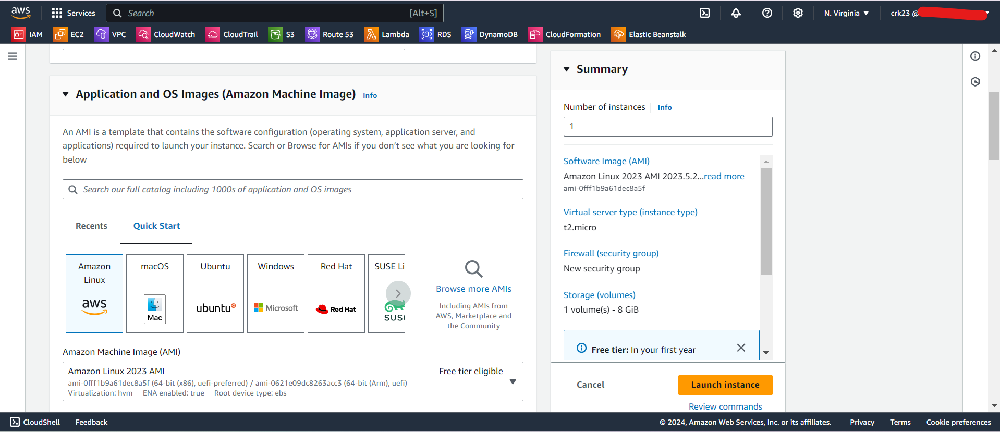 aws
Services
Search
[Alt+S]
N. Virginia
crk23 @
IAM
EC2
VPC
CloudWatch
CloudTrail
S3
Route 53
Lambda
RDS
DynamoDB
CloudFormation
Elastic Beanstalk
Application and OS Images (Amazon Machine Image) Info
An AMI is a template that contains the software configuration (operating system, application server, and
applications) required to launch your instance. Search or Browse for AMIs if you don’t see what you are looking for
below
Search our full catalog including 1000s of application and OS images
Recents
Quick Start
Amazon
Linux
aws
macOS
Mac
Ubuntu
ubuntu
Windows
Microsoft
Red Hat
Red Hat
SUSE Li
SUS
Browse more AMIs
Including AMIs from
AWS, Marketplace and
the Community
Amazon Machine Image (AMI)
Amazon Linux 2023 AMI
Free tier eligible
ami-0fff1b9a61dec8a5f (64-bit (x86), uefi-preferred) / ami-0621e09dc8263acc3 (64-bit (Arm), uefi)
Virtualization: hvm ENA enabled: true Root device type: ebs
Summary
Number of instances Info
1
Software Image (AMI)
Amazon Linux 2023 AMI 2023.5.2...read more
ami-0fff1b9a61dec8a5f
Virtual server type (instance type)
t2.micro
Firewall (security group)
New security group
Storage (volumes)
1 volume(s) - 8 GiB
Free tier: In your first year
Cancel
Launch instance
Review commands
CloudShell
Feedback
© 2024, Amazon Web Services, Inc. or its affiliates.
Privacy
Terms
Cookie preferences